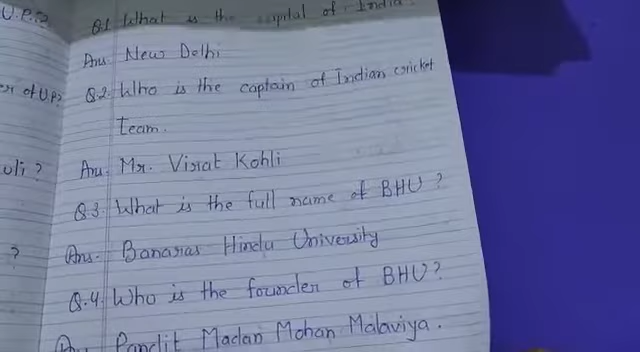 U.P.?
Q.1 What is the capital of India.
Ans. New Delhi
of U.P?
Q.2. Who is the captain of Indian cricket
team.
oli?
Ans. Mr. Virat Kohli
Q.3. What is the full name of BHU?
?
Ans. Banaras Hindu University
Q.4. Who is the founder of BHU?
Pandit Madan Mohan Malaviya.